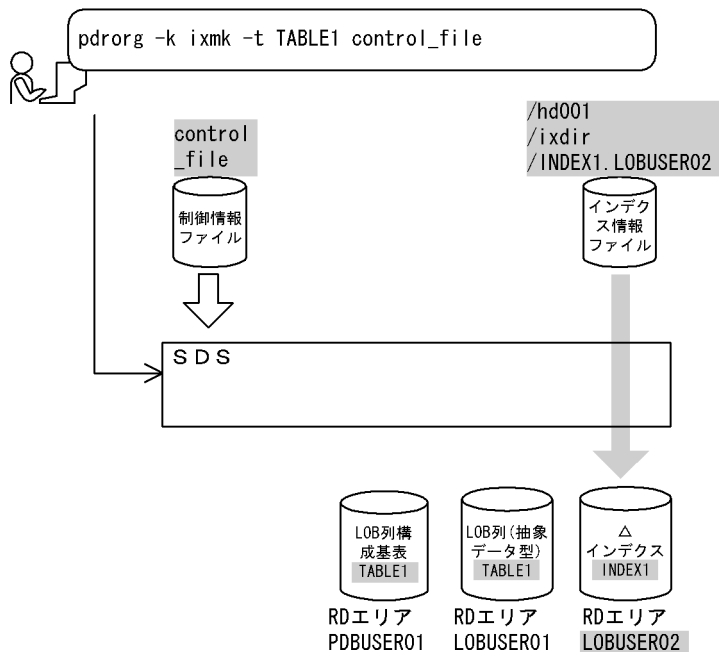 pdrorg -k ixmk -t TABLE1 control_file
control
_file
制御情報
ファイル
/hd001
/ixdir
/INDEX1.LOBUSER02
インデク
ス情報
ファイル
SDS
LOB列構
成基表
TABLE1
LOB列(抽象
データ型)
TABLE1
△
インデクス
INDEX1
RDエリア
PDBUSER01
RDエリア
LOBUSER01
RDエリア
LOBUSER02